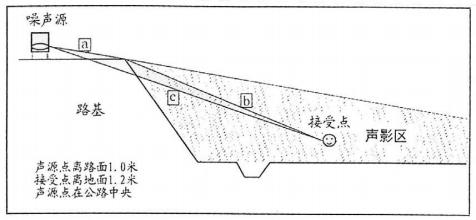 噪声源
a
c
b
接受点
声影区
路基
声源点离路面1.0米
接受点离地面1.2米
声源点在公路中央